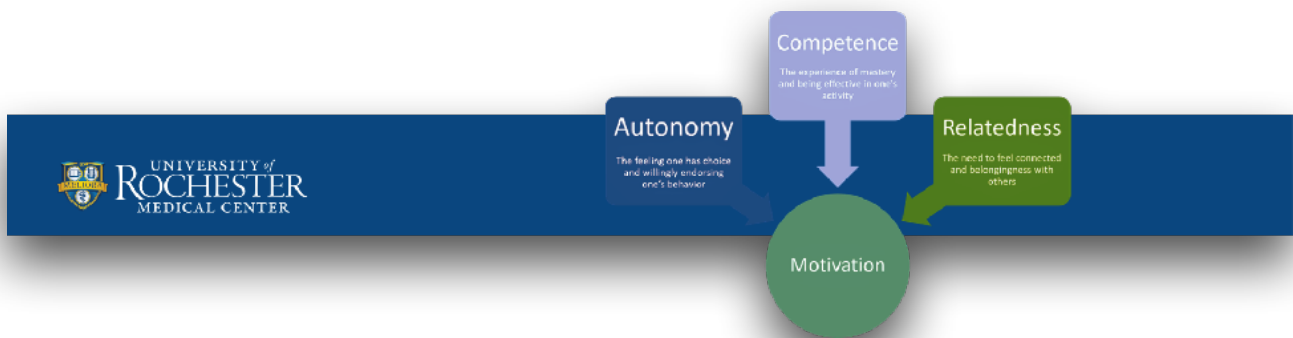 UNIVERSITY of
ROCHESTER
MEDICAL CENTER
MELIORA
Autonomy
The feeling one has choice
and willingly endorsing
one's behavior
Competence
The experience of mastery
and being effective in one's
activity
Relatedness
The need to feel connected
and belongingness with
others
Motivation